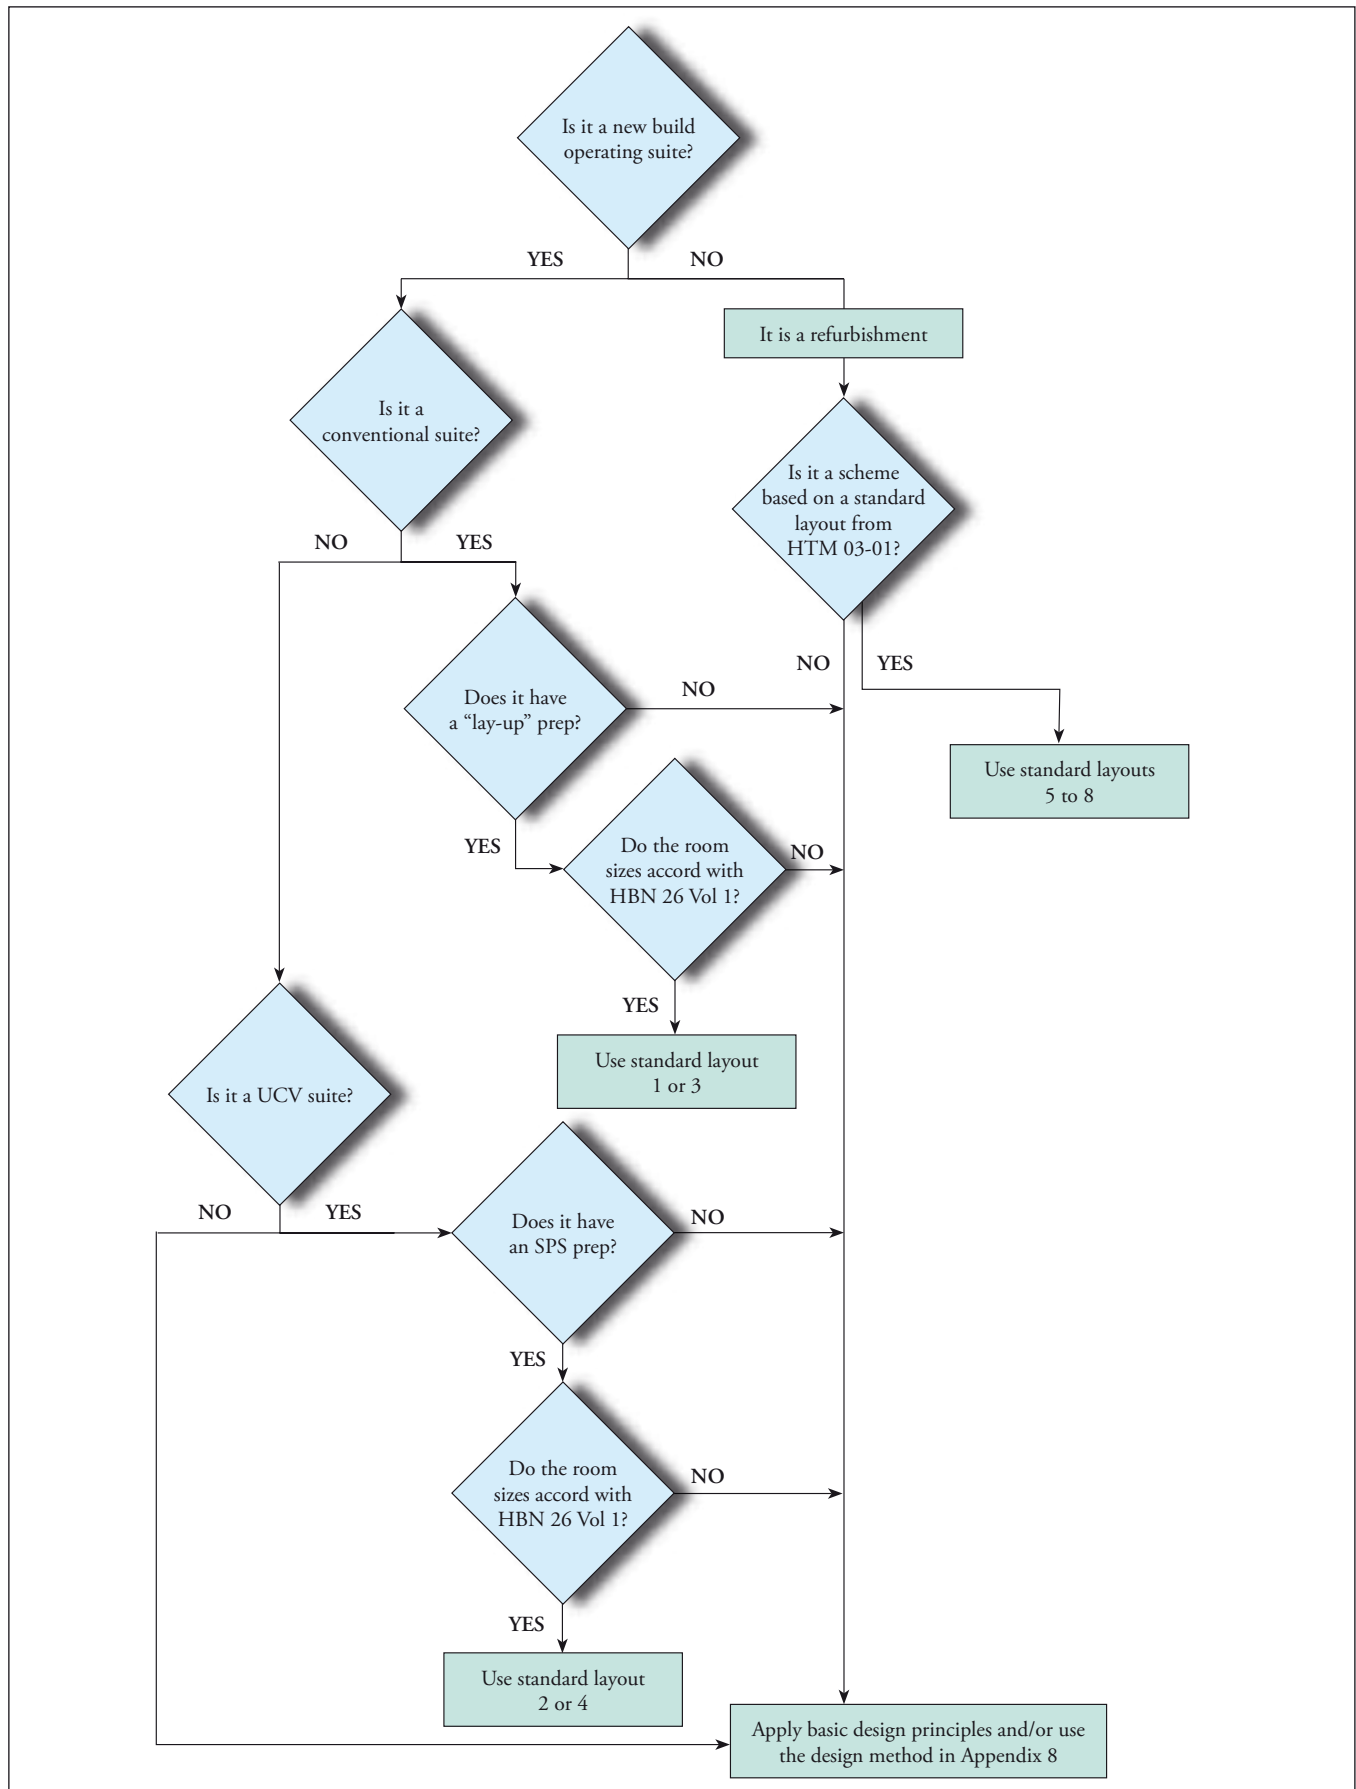 Is it a new build
operating suite?
YES
NO
It is a refurbishment
Is it a
conventional suite?
Is it a scheme
based on a standard
layout from
HTM 03-01?
NO
YES
NO
YES
Does it have
a “lay-up” prep?
NO
Use standard layouts
5 to 8
YES
Do the room
sizes accord with
HBN 26 Vol 1?
NO
YES
Use standard layout
1 or 3
Is it a UCV suite?
NO
YES
Does it have
an SPS prep?
NO
YES
Do the room
sizes accord with
HBN 26 Vol 1?
NO
YES
Use standard layout
2 or 4
Apply basic design principles and/or use
the design method in Appendix 8